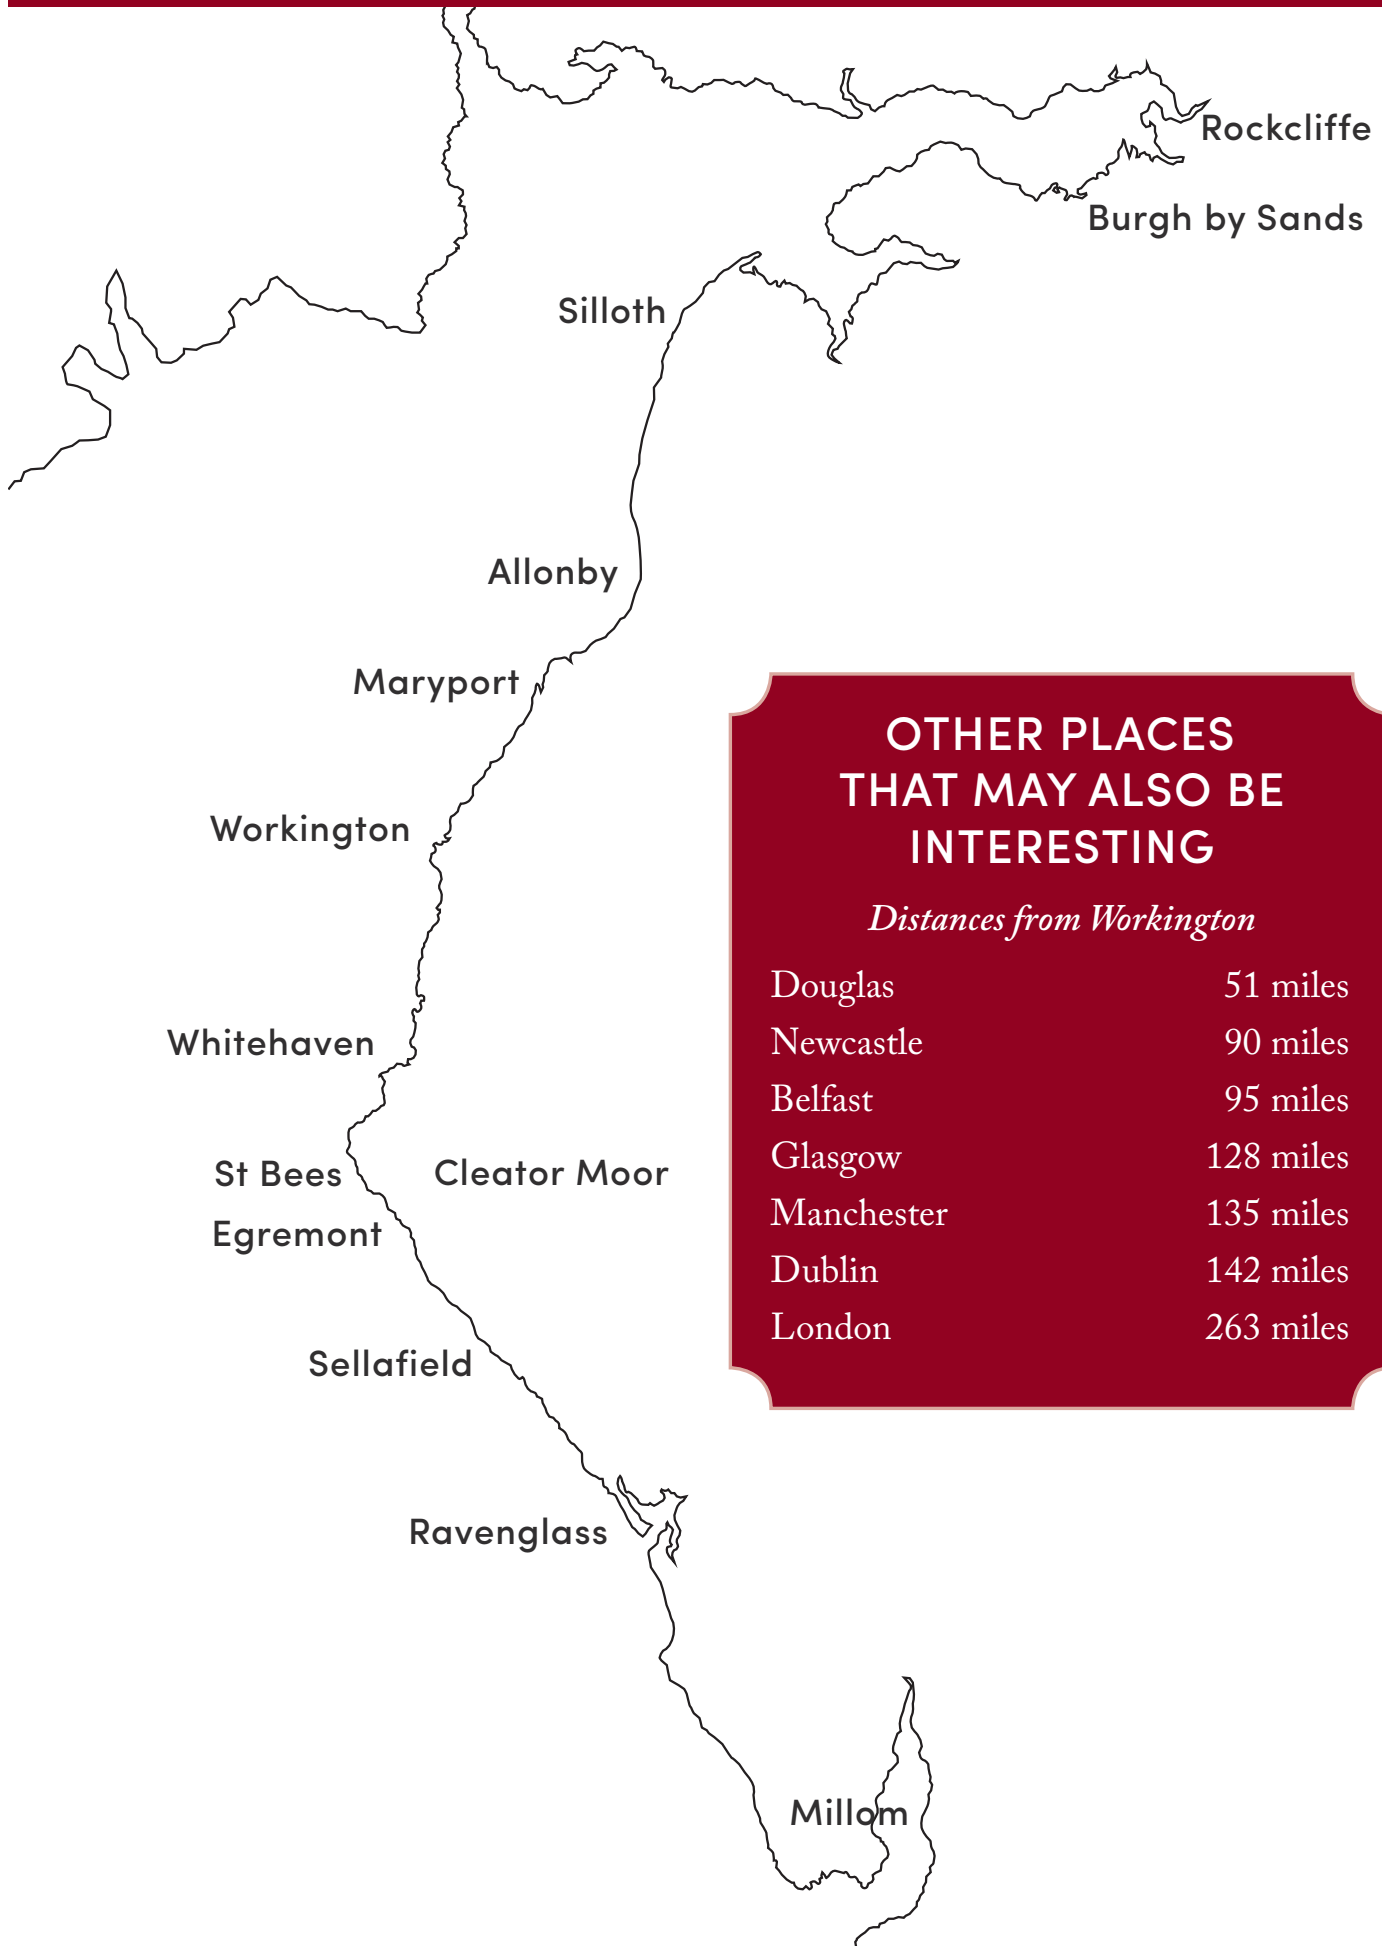 Rockcliffe
Burgh by Sands
Silloth
Allonby
Maryport
Workington
Whitehaven
St Bees
Cleator Moor
Egremont
Sellafield
Ravenglass
Millom
OTHER PLACES
THAT MAY ALSO BE
INTERESTING
Distances from Workington
Douglas 51 miles
Newcastle 90 miles
Belfast 95 miles
Glasgow 128 miles
Manchester 135 miles
Dublin 142 miles
London 263 miles